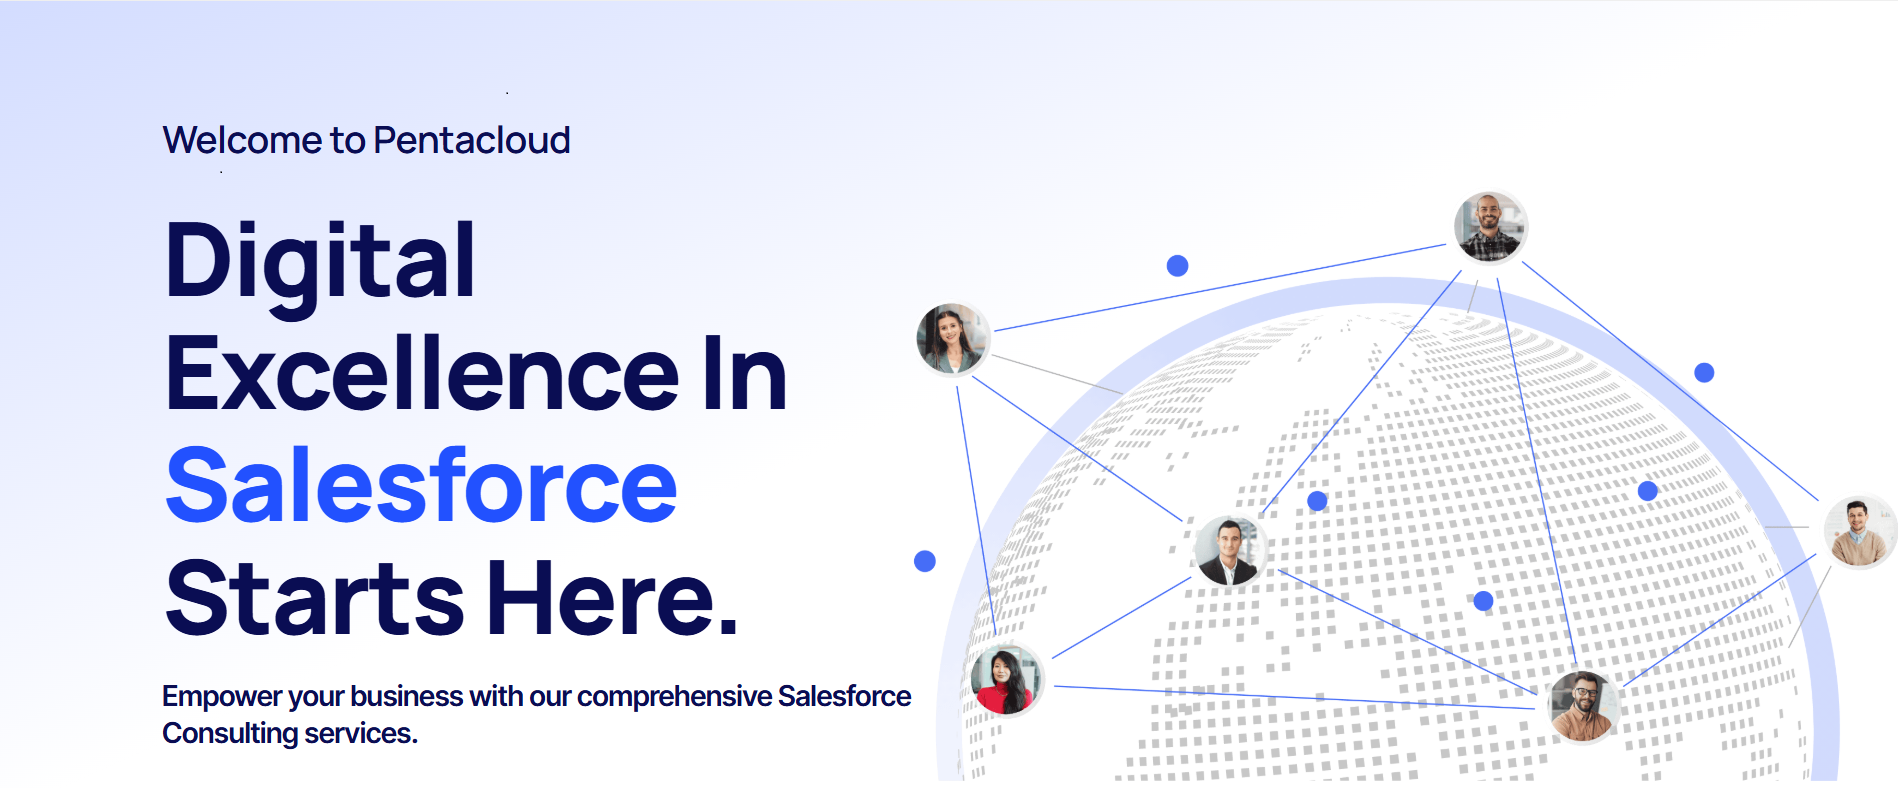 Welcome to Pentacloud
Digital
Excellence In
Salesforce
Starts Here.
Empower your business with our comprehensive Salesforce
Consulting services.